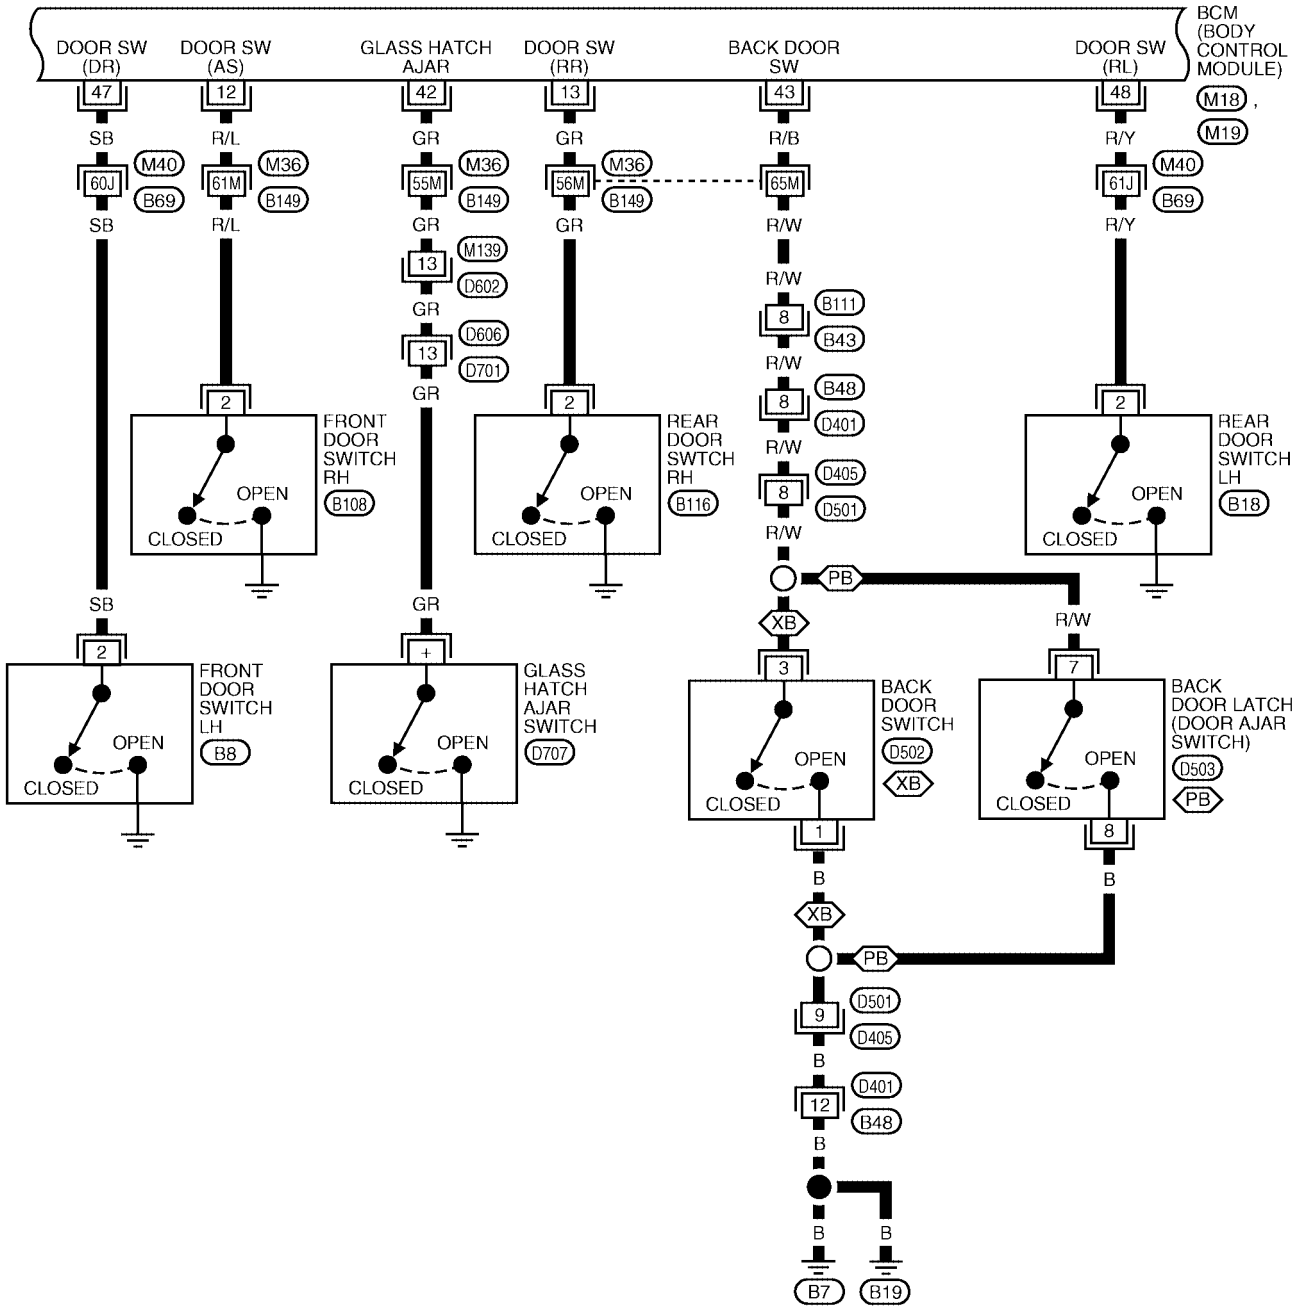 BCM
(BODY
CONTROL
MODULE)
M18 ,
M19
DOOR SW
(DR)
DOOR SW
(AS)
GLASS HATCH
AJAR
DOOR SW
(RR)
BACK DOOR
SW
DOOR SW
(RL)
47
12
42
13
43
48
SB
R/L
GR
GR
R/B
R/Y
60J
M40
B69
61M
M36
B149
55M
M36
B149
56M
M36
B149
65M
61J
M40
B69
SB
R/L
GR
GR
R/W
R/Y
13
M139
D602
R/W
GR
8
B111
B43
13
D606
D701
R/W
GR
8
B48
D401
R/W
8
D405
D501
R/W
2
FRONT
DOOR
SWITCH
RH
B108
OPEN
CLOSED
2
REAR
DOOR
SWTCH
RH
B116
OPEN
CLOSED
2
REAR
DOOR
SWITCH
LH
B18
OPEN
CLOSED
PB
XB
R/W
SB
GR
2
FRONT
DOOR
SWITCH
LH
B8
OPEN
CLOSED
+
GLASS
HATCH
AJAR
SWITCH
D707
OPEN
CLOSED
3
BACK
DOOR
SWITCH
D502
XB
OPEN
CLOSED
1
7
BACK
DOOR LATCH
(DOOR AJAR
SWITCH)
D503
PB
OPEN
CLOSED
8
B
B
XB
PB
9
D501
D405
B
12
D401
B48
B
B
B
B7
B19